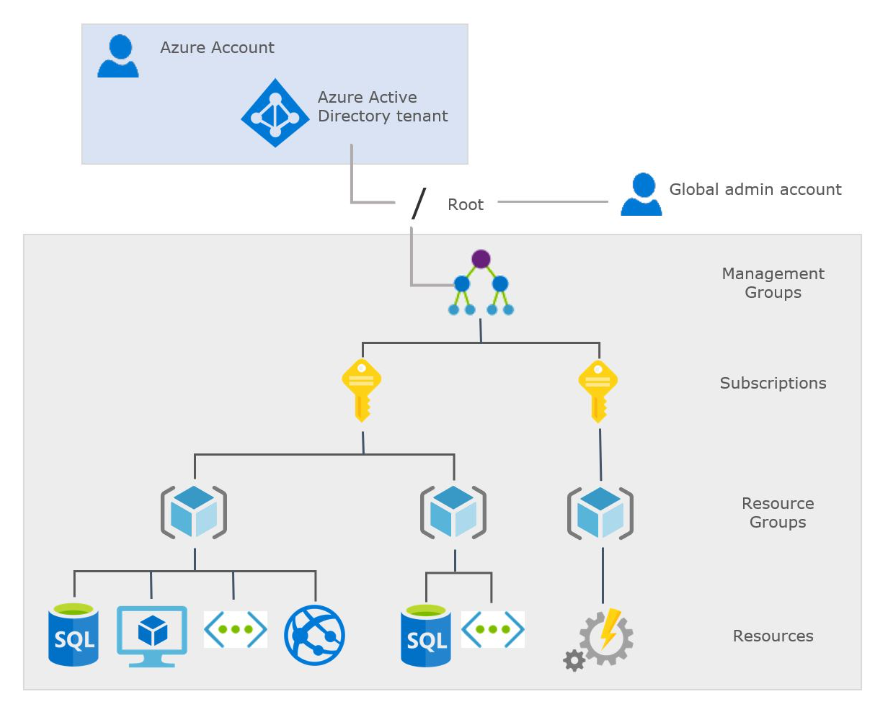 Azure Account
Azure Active
Directory tenant
/
Root
Global admin account
Management
Groups
Subscriptions
Resource
Groups
SQL
SQL
Resources